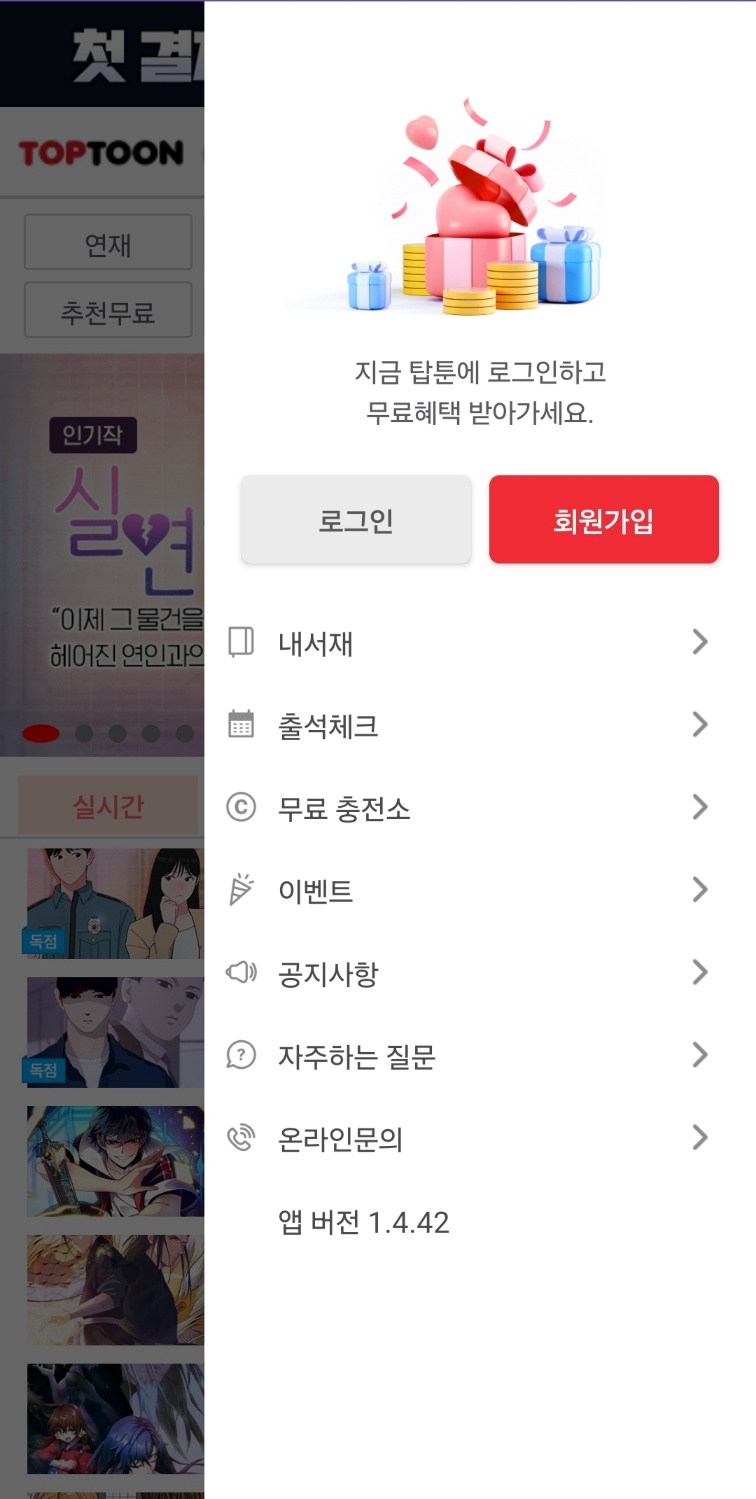 첫 결제
TOPTOON
연재
추천무료
인기작
실연
“이제 그 물건을
헤어진 연인과의
실시간
독점
독점
지금 탑툰에 로그인하고
무료혜택 받아가세요.
로그인
회원가입
내서재
출석체크
무료 충전소
이벤트
공지사항
자주하는 질문
온라인문의
앱 버전 1.4.42